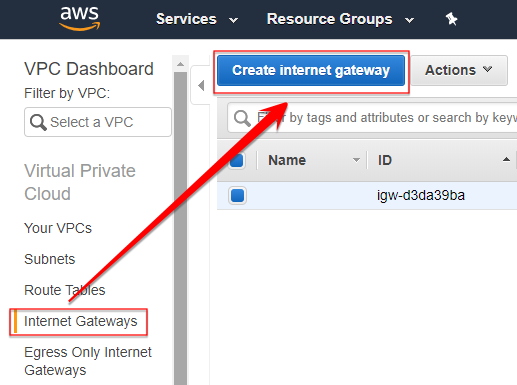 aws Services Resource Groups
VPC Dashboard
Filter by VPC:
Select a VPC
Virtual Private
Cloud
Your VPCs
Subnets
Route Tables
Internet Gateways
Egress Only Internet
Gateways
Create internet gateway Actions
Filter by tags and attributes or search by keyw
Name ID
igw-d3da39ba